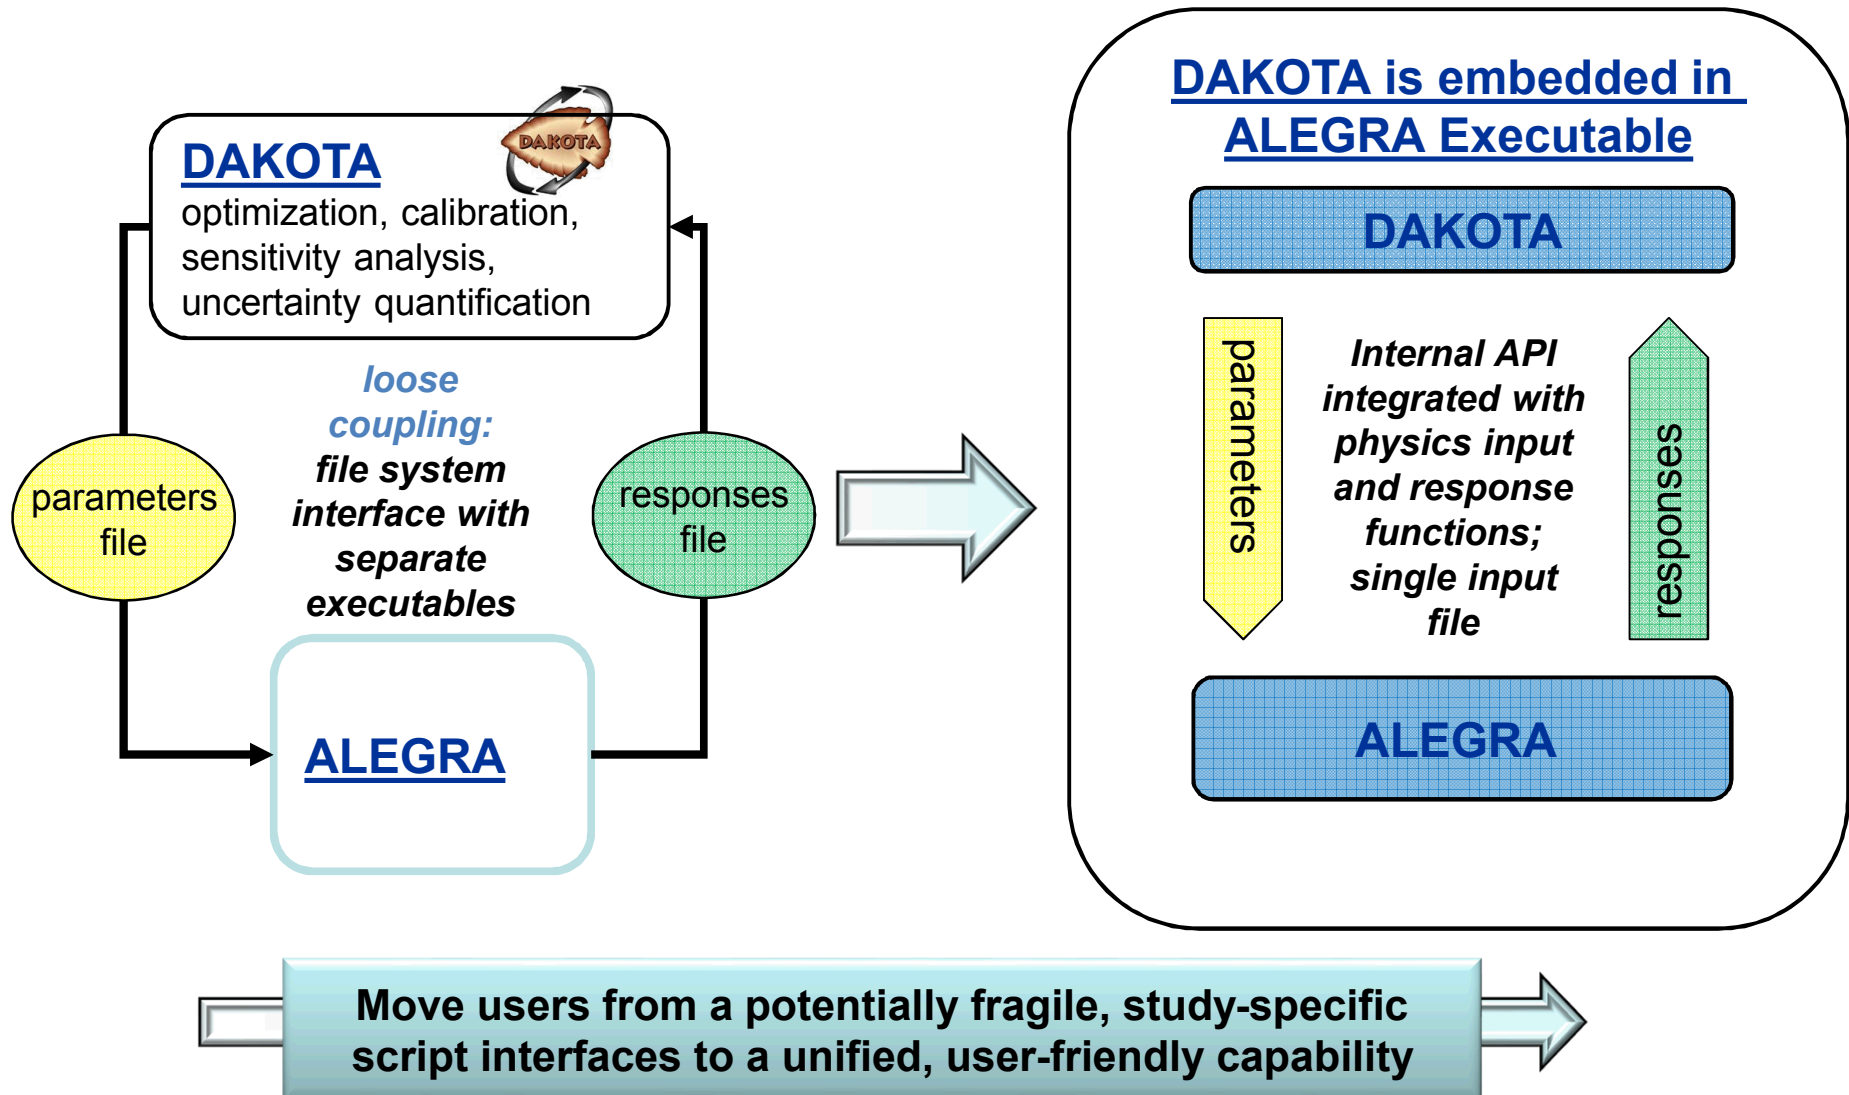 DAKOTA
DAKOTA
optimization, calibration,
sensitivity analysis,
uncertainty quantification
loose
coupling:
file system
interface with
separate
executables
parameters
file
responses
file
ALEGRA
DAKOTA is embedded in
ALEGRA Executable
DAKOTA
parameters
Internal API
integrated with
physics input
and response
functions;
single input
file
responses
ALEGRA
Move users from a potentially fragile, study-specific
script interfaces to a unified, user-friendly capability